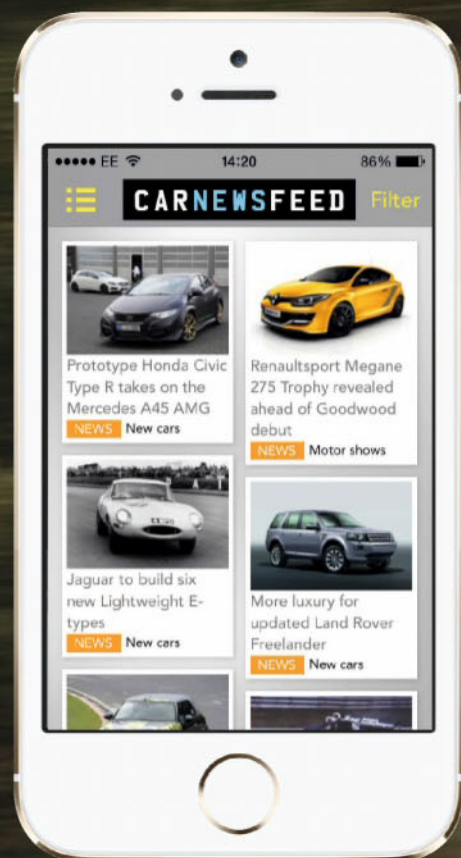 EE 14:20 86%
CARNEWSFEED Filter
Prototype Honda Civic
Type R takes on the
Mercedes A45 AMG
NEWS New cars
Renaultsport Megane
275 Trophy revealed
ahead of Goodwood
debut
NEWS Motor shows
Jaguar to build six
new Lightweight E-
types
NEWS New cars
More luxury for
updated Land Rover
Freelander
NEWS New cars